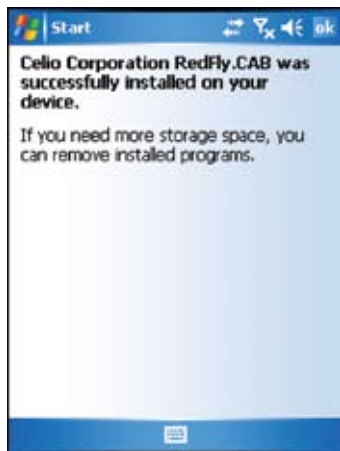 Start
ok
Celio Corporation RedFly.CAB was
successfully installed on your
device.
If you need more storage space, you
can remove installed programs.